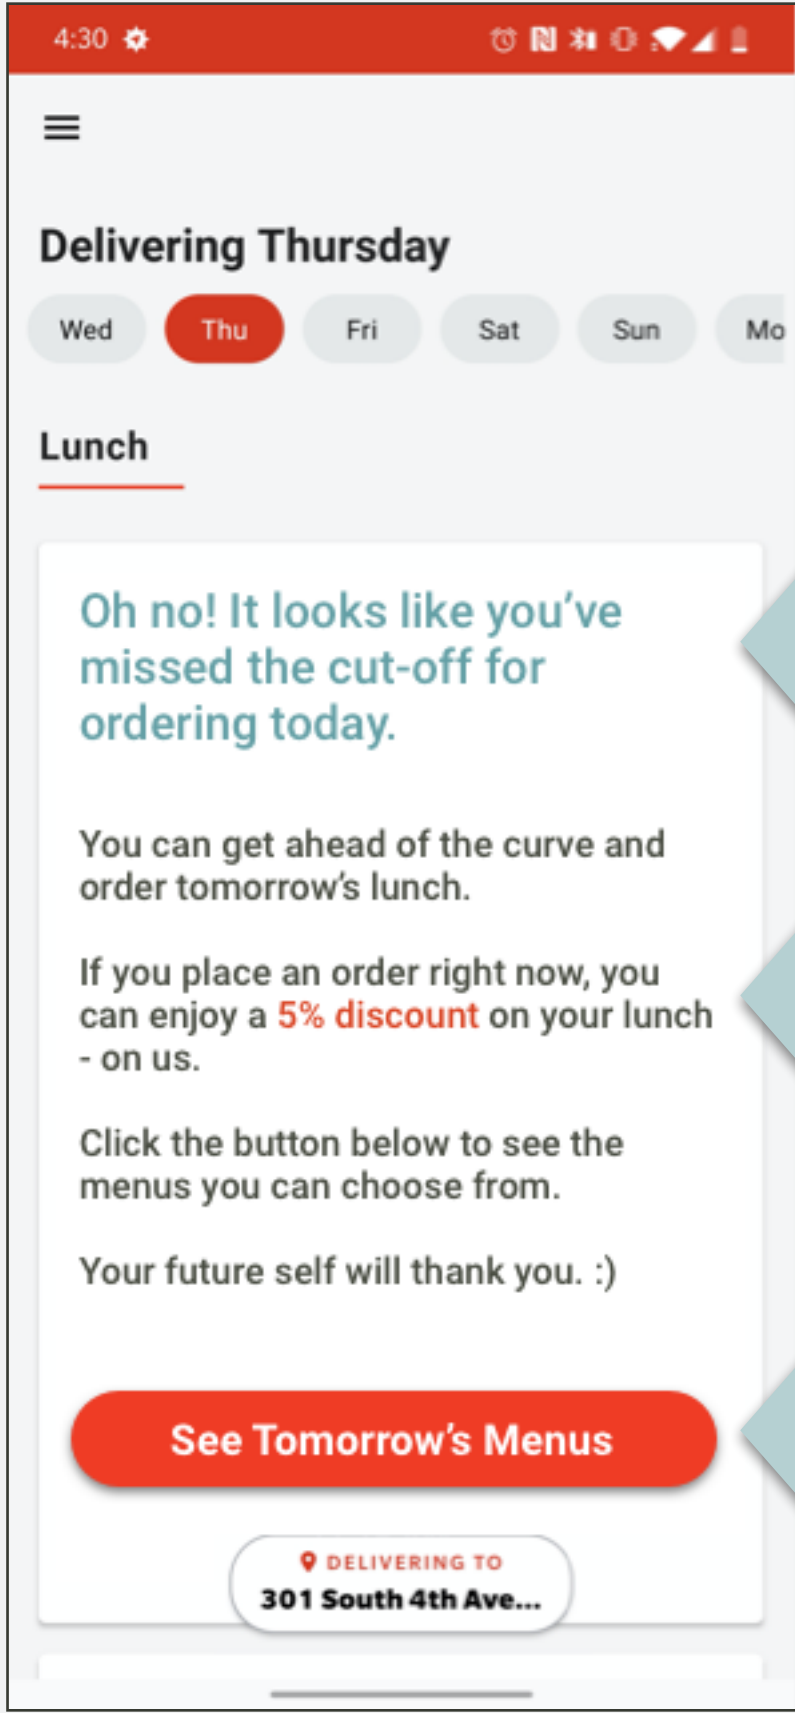 4:30
Delivering Thursday
Wed Thu Fri Sat Sun Mo
Lunch
Oh no! It looks like you’ve
missed the cut-off for
ordering today.
You can get ahead of the curve and
order tomorrow’s lunch.
If you place an order right now, you
can enjoy a 5% discount on your lunch
- on us.
Click the button below to see the
menus you can choose from.
Your future self will thank you. :)
See Tomorrow’s Menus
DELIVERING TO
301 South 4th Ave...